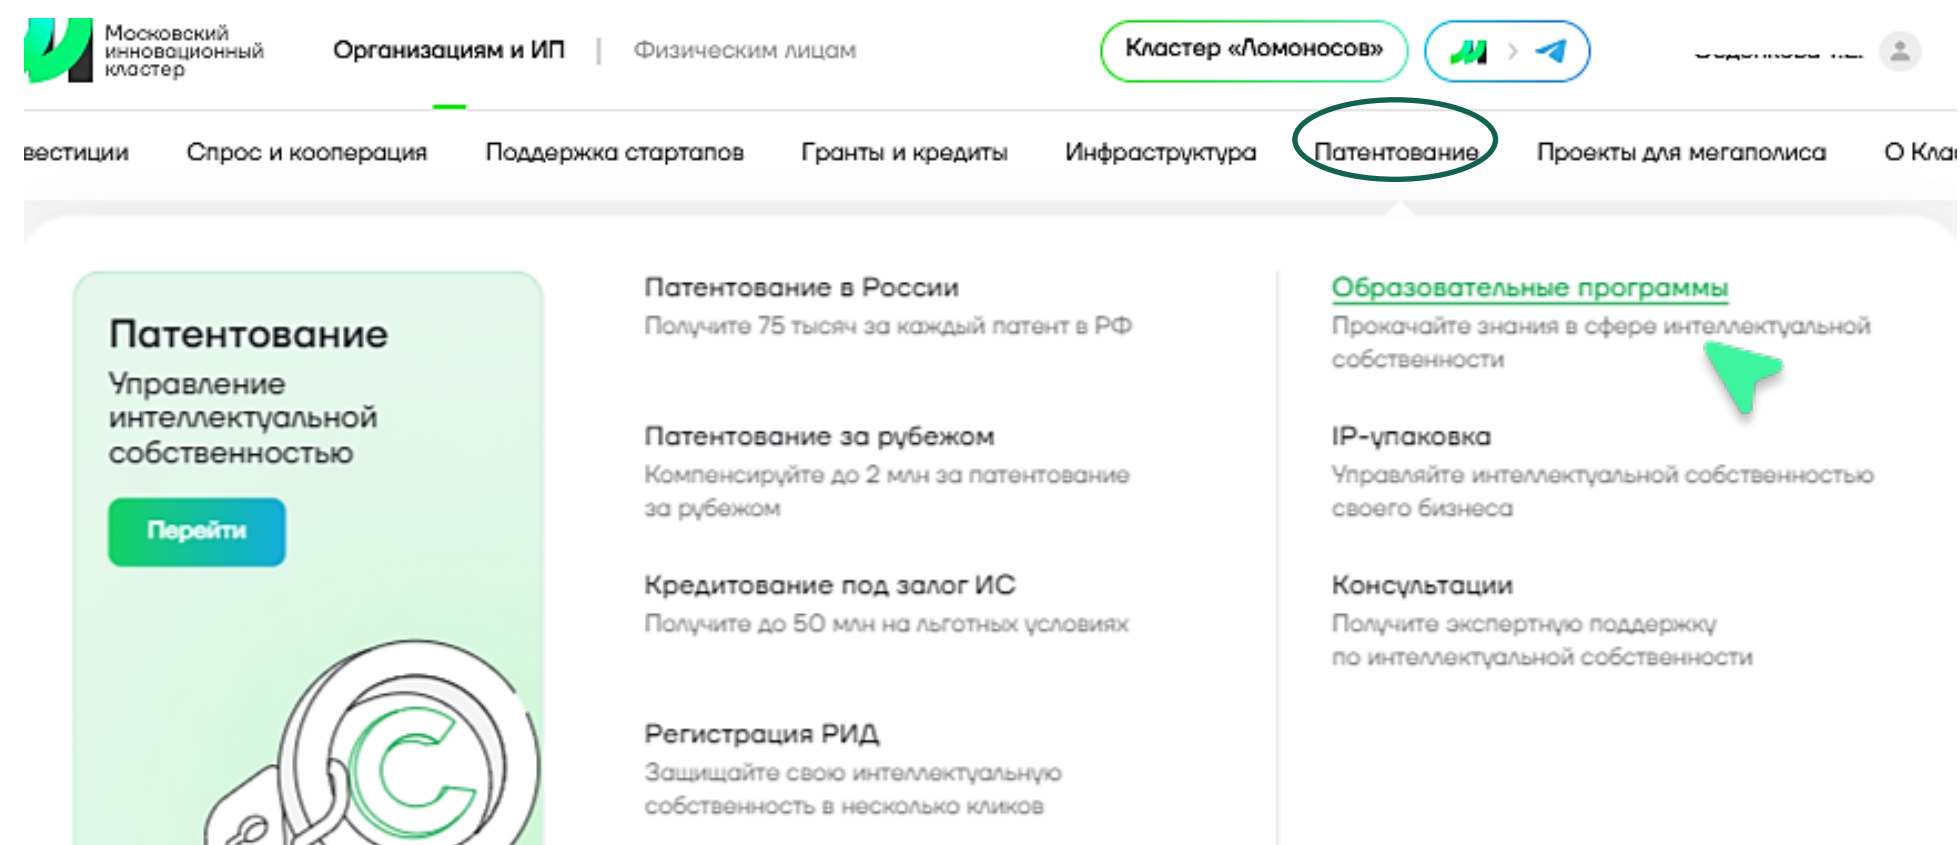 Московский
инновационный
кластер
Организациям и ИП | Физическим лицам
Кластер «Ломоносов»
Спрос и кооперация
Поддержка стартапов
Гранты и кредиты
Инфраструктура
Патентование
Проекты для мегаполиса
О
Патентование
Управление
интеллектуальной
собственностью
Перейти
Патентование в России
Получите 75 тысяч за каждый патент в РФ
Патентование за рубежом
Компенсируйте до 2 млн за патентование
за рубежом
Кредитование под залог ИС
Получите до 50 млн на льготных условиях
Регистрация РИД
Защищайте свою интеллектуальную
собственность в несколько кликов
Образовательные программы
Прокачайте знания в сфере интеллектуальной
собственности
IP-упаковка
Управляйте интеллектуальной собственностью
своего бизнеса
Консультации
Получите экспертную поддержку
по интеллектуальной собственности